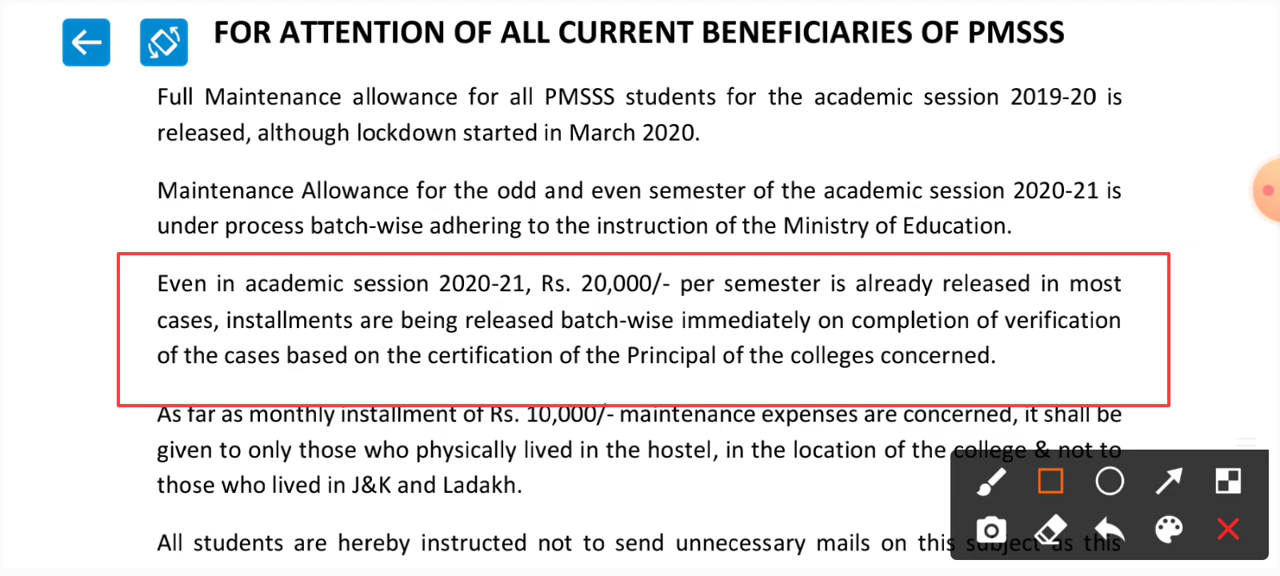 FOR ATTENTION OF ALL CURRENT BENEFICIARIES OF PMSSS
Full Maintenance allowance for all PMSSS students for the academic session 2019-20 is
released, although lockdown started in March 2020.
Maintenance Allowance for the odd and even semester of the academic session 2020-21 is
under process batch-wise adhering to the instruction of the Ministry of Education.
Even in academic session 2020-21, Rs. 20,000/- per semester is already released in most
cases, installments are being released batch-wise immediately on completion of verification
of the cases based on the certification of the Principal of the colleges concerned.
As far as monthly installment of Rs. 10,000/- maintenance expenses are concerned, it shall be
given to only those who physically lived in the hostel, in the location of the college & not to
those who lived in J&K and Ladakh.
All students are hereby instructed not to send unnecessary mails on this subject as this